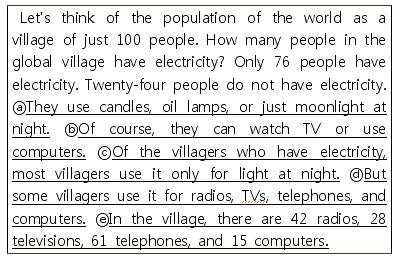 Let's think of the population of the world as a
village of just 100 people. How many people in the
global village have electricity? Only 76 people have
electricity. Twenty-four people do not have electricity.
ⓐThey use candles, oil lamps, or just moonlight at
night. ⓑOf course, they can watch TV or use
computers. ⓒOf the villagers who have electricity,
most villagers use it only for light at night. ⓓBut
some villagers use it for radios, TVs, telephones, and
computers. ⓔIn the village, there are 42 radios, 28
televisions, 61 telephones, and 15 computers.